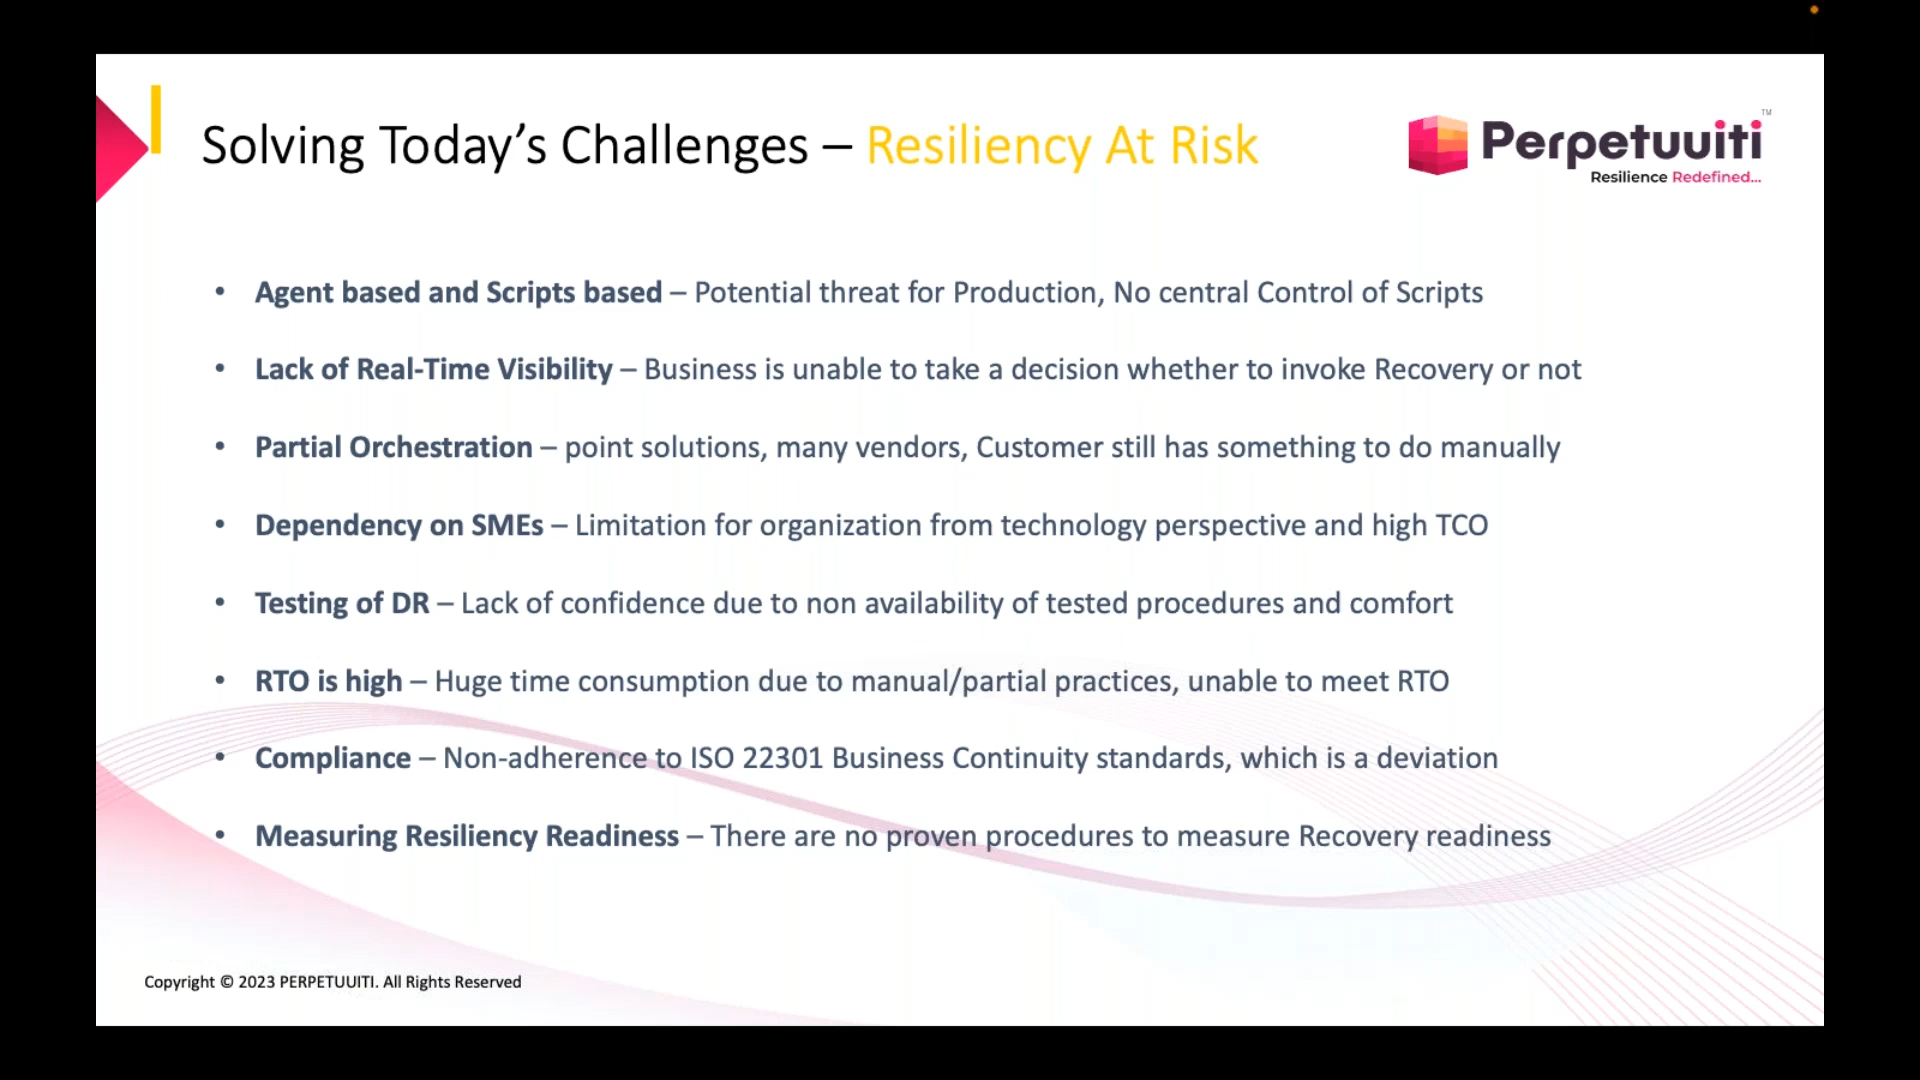 Solving Today’s Challenges – Resiliency At Risk
Perpetuuiti™
Resilience Redefined...
• Agent based and Scripts based – Potential threat for Production, No central Control of Scripts
• Lack of Real-Time Visibility – Business is unable to take a decision whether to invoke Recovery or not
• Partial Orchestration – point solutions, many vendors, Customer still has something to do manually
• Dependency on SMEs – Limitation for organization from technology perspective and high TCO
• Testing of DR – Lack of confidence due to non availability of tested procedures and comfort
• RTO is high – Huge time consumption due to manual/partial practices, unable to meet RTO
• Compliance – Non-adherence to ISO 22301 Business Continuity standards, which is a deviation
• Measuring Resiliency Readiness – There are no proven procedures to measure Recovery readiness
Copyright © 2023 PERPETUUITI. All Rights Reserved